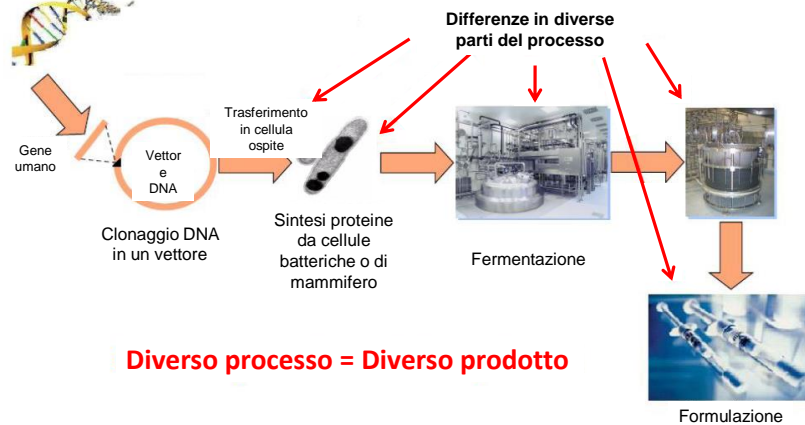 Differenze in diverse
parti del processo
Trasferimento
in cellula
ospite
Gene
umano
Vettor
e
DNA
Clonaggio DNA
in un vettore
Sintesi proteine
da cellule
batteriche o di
mammifero
Fermentazione
Diverso processo = Diverso prodotto
Formulazione